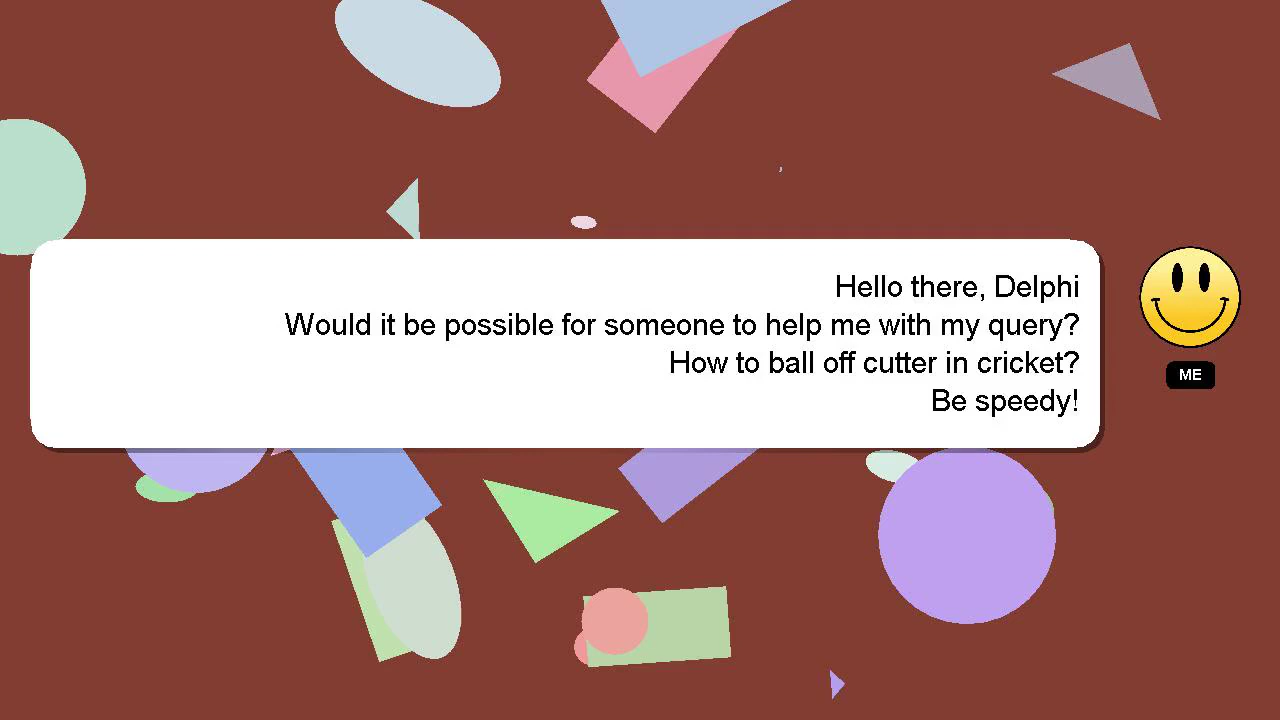 Hello there, Delphi
Would it be possible for someone to help me with my query?
How to ball off cutter in cricket?
Be speedy!
ME